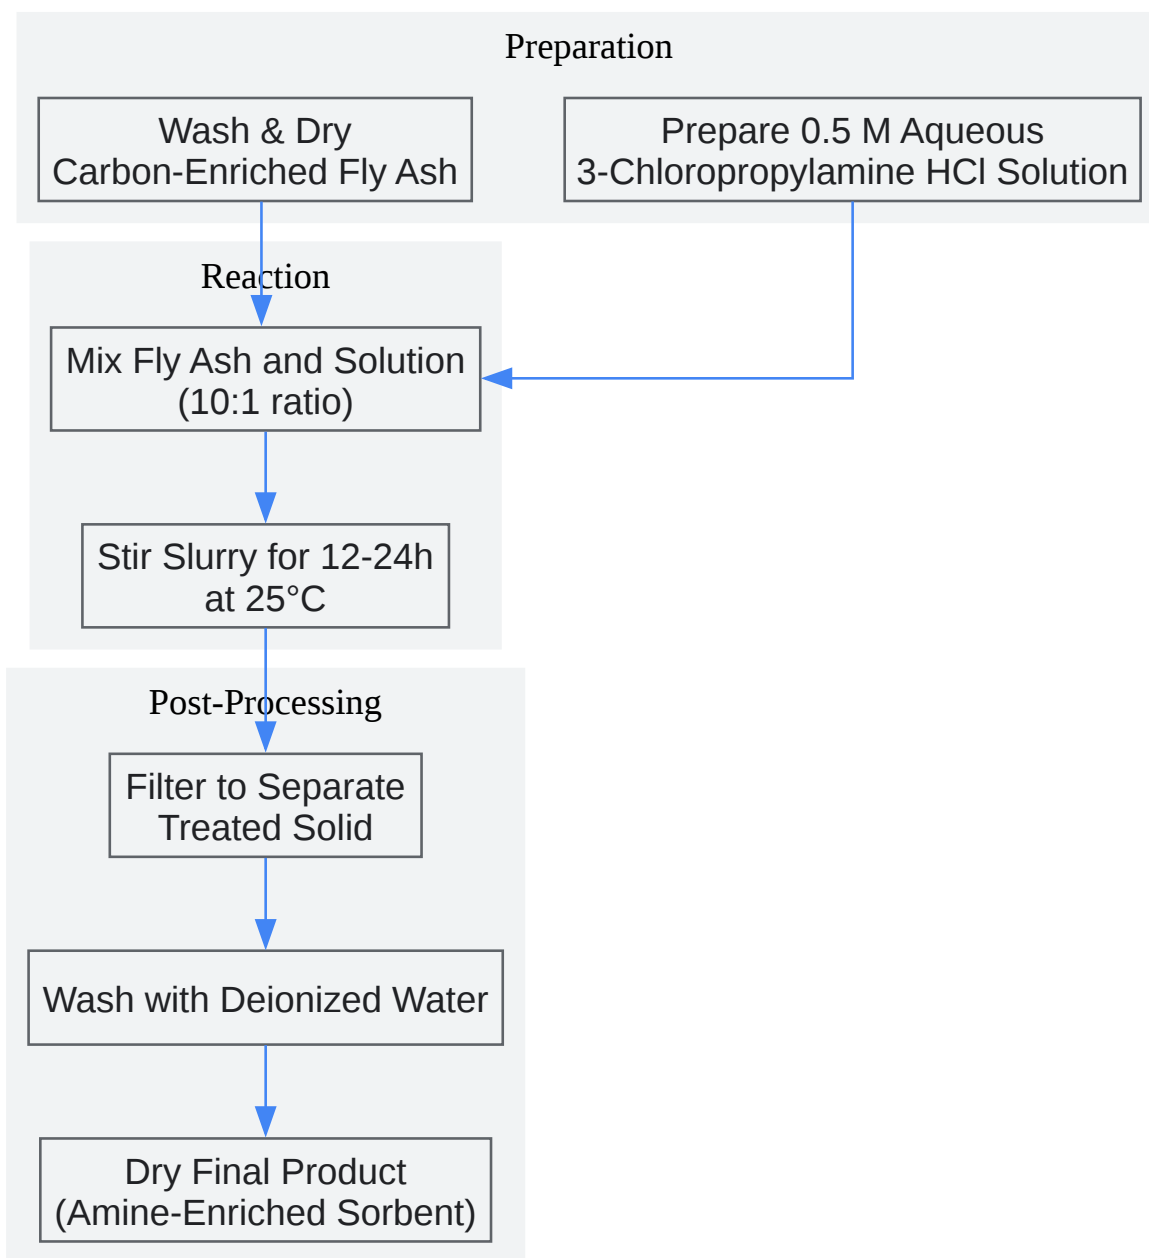 Preparation
Wash & Dry
Carbon-Enriched Fly Ash
Prepare 0.5 M Aqueous
3-Chloropropylamine HCl Solution
Reaction
Mix Fly Ash and Solution
(10:1 ratio)
Stir Slurry for 12-24h
at 25°C
Post-Processing
Filter to Separate
Treated Solid
Wash with Deionized Water
Dry Final Product
(Amine-Enriched Sorbent)